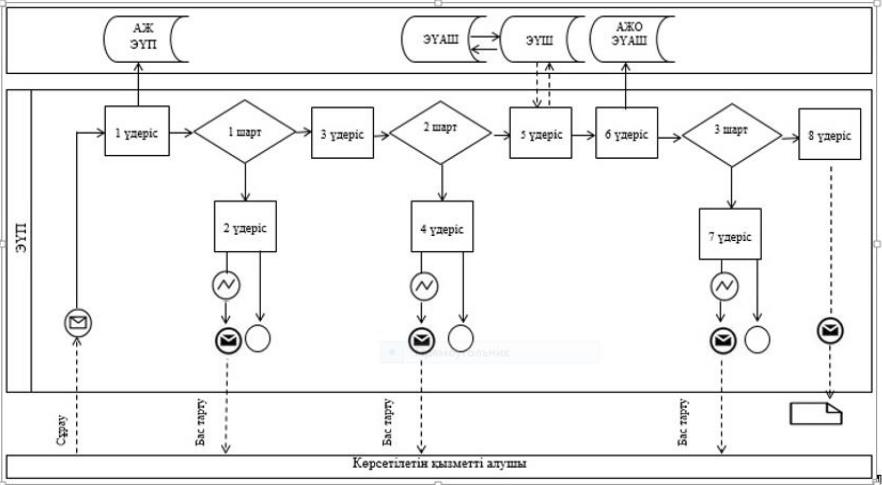 АЖ
ЭҮП
ЭҮАШ
ЭҮШ
АЖО
ЭҮАШ
ЭҮП
1 үдеріс
1 шарт
3 үдеріс
2 шарт
5 үдеріс
6 үдеріс
3 шарт
8 үдеріс
2 үдеріс
4 үдеріс
7 үдеріс
Сұрау
Бас тарту
Бас тарту
Бас тарту
Көрсетілетін қызметті алушы